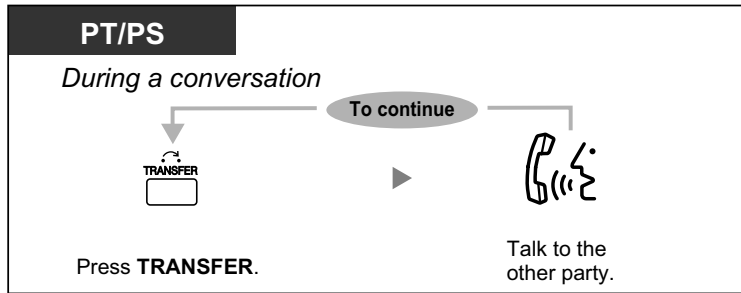 PT/PS
During a conversation
To continue
TRANSFER
Press TRANSFER.
Talk to the
other party.